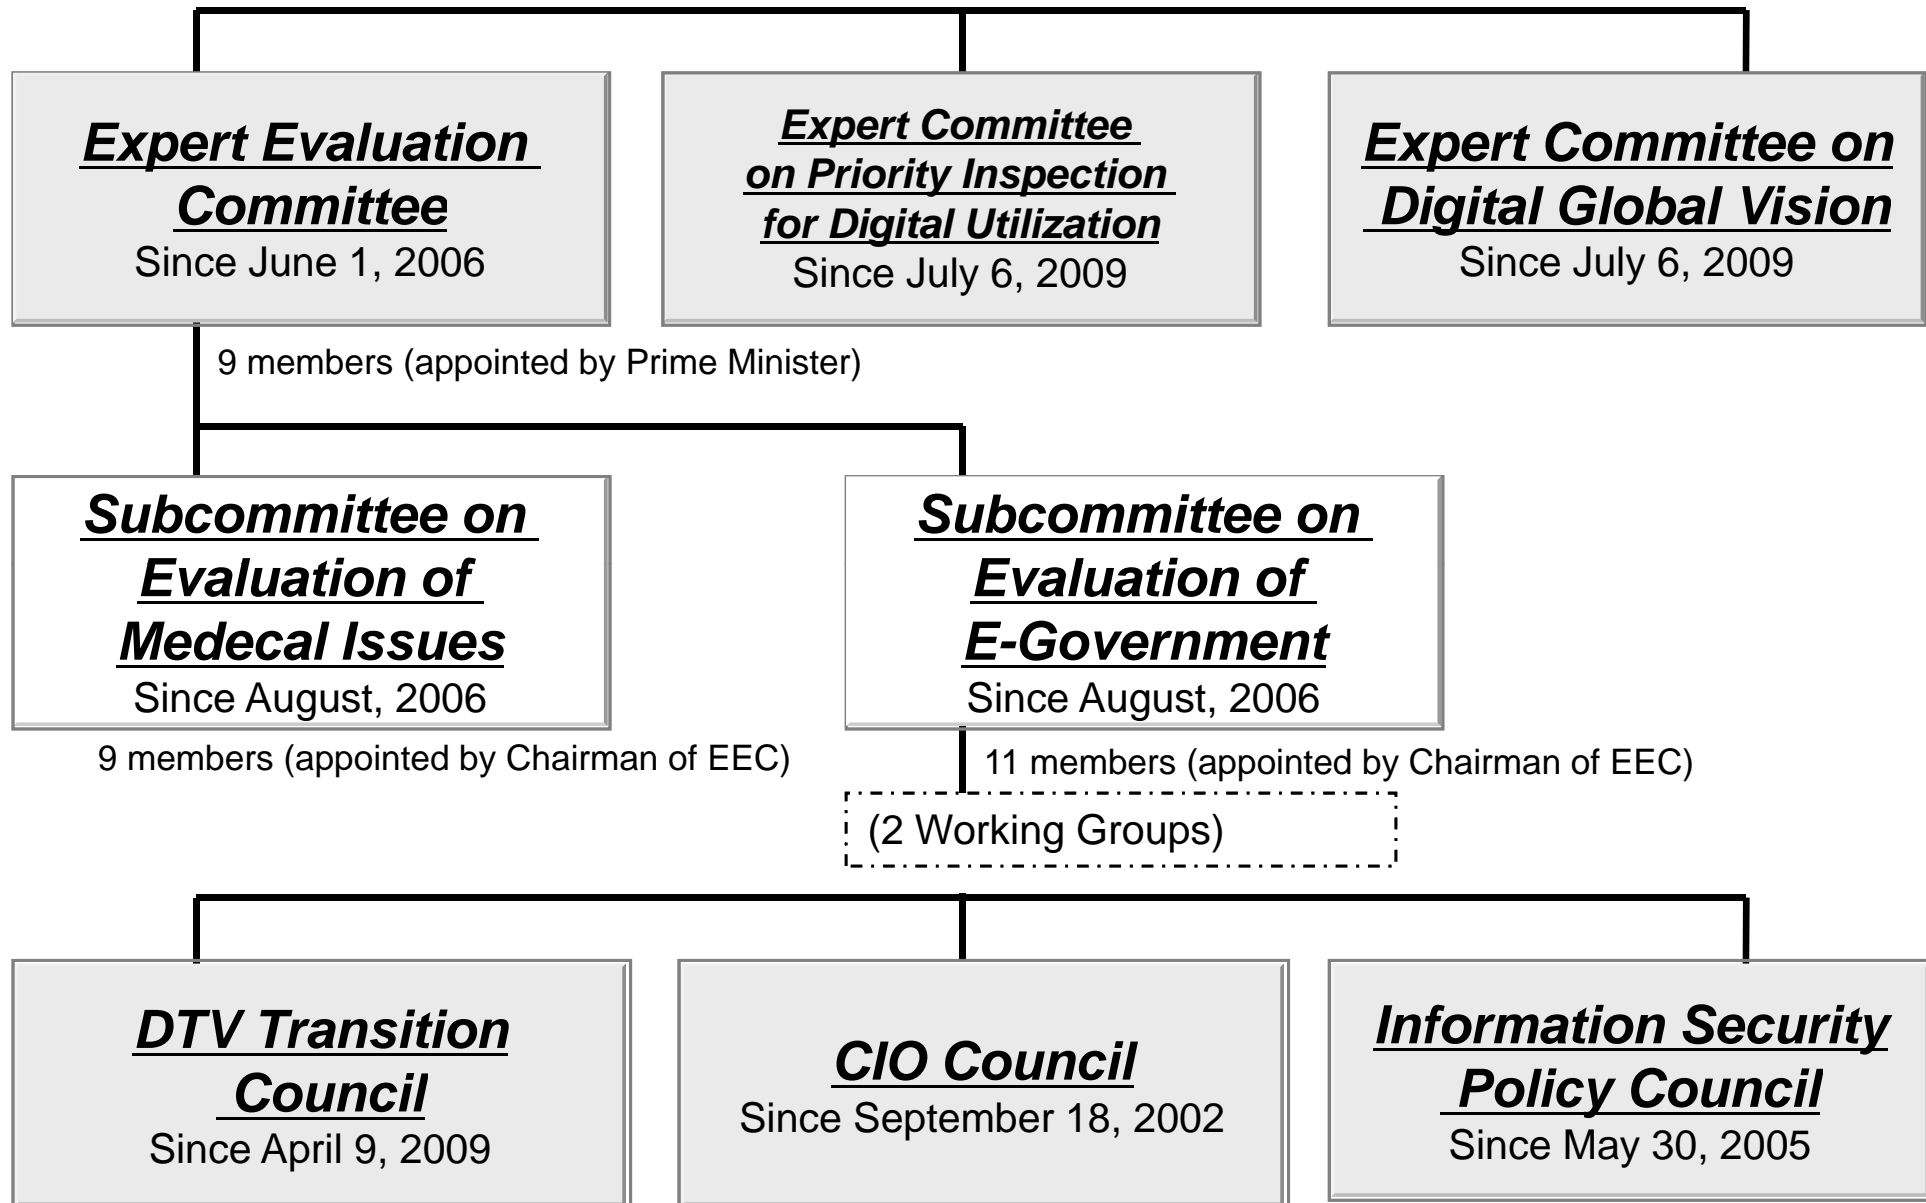 Expert Evaluation
Committee
Since June 1, 2006
Expert Committee
on Priority Inspection
for Digital Utilization
Since July 6, 2009
Expert Committee on
Digital Global Vision
Since July 6, 2009
9 members (appointed by Prime Minister)
Subcommittee on
Evaluation of
Medecal Issues
Since August, 2006
Subcommittee on
Evaluation of
E-Government
Since August, 2006
9 members (appointed by Chairman of EEC)
11 members (appointed by Chairman of EEC)
(2 Working Groups)
DTV Transition
Council
Since April 9, 2009
CIO Council
Since September 18, 2002
Information Security
Policy Council
Since May 30, 2005